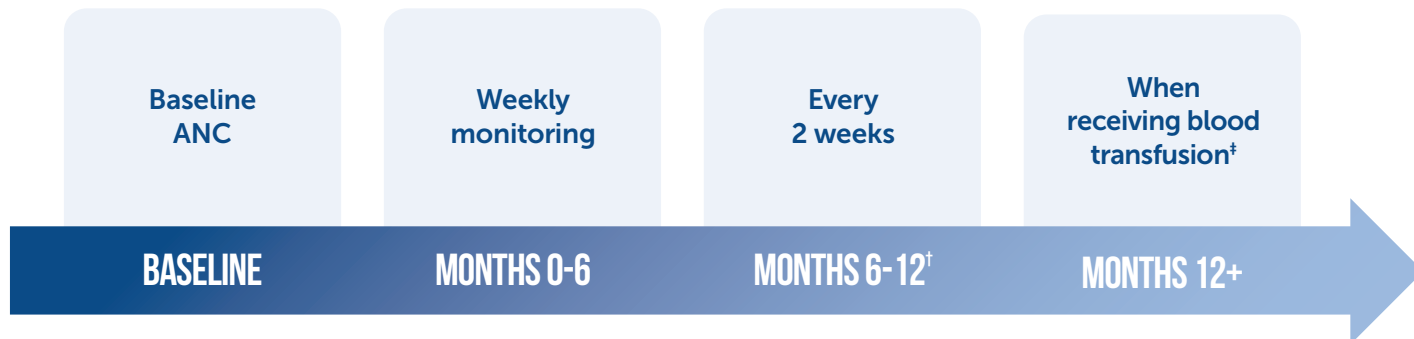 Baseline
ANC
Weekly
monitoring
Every
2 weeks
When
receiving blood
transfusion‡
BASELINE
MONTHS 0-6
MONTHS 6-12†
MONTHS 12+